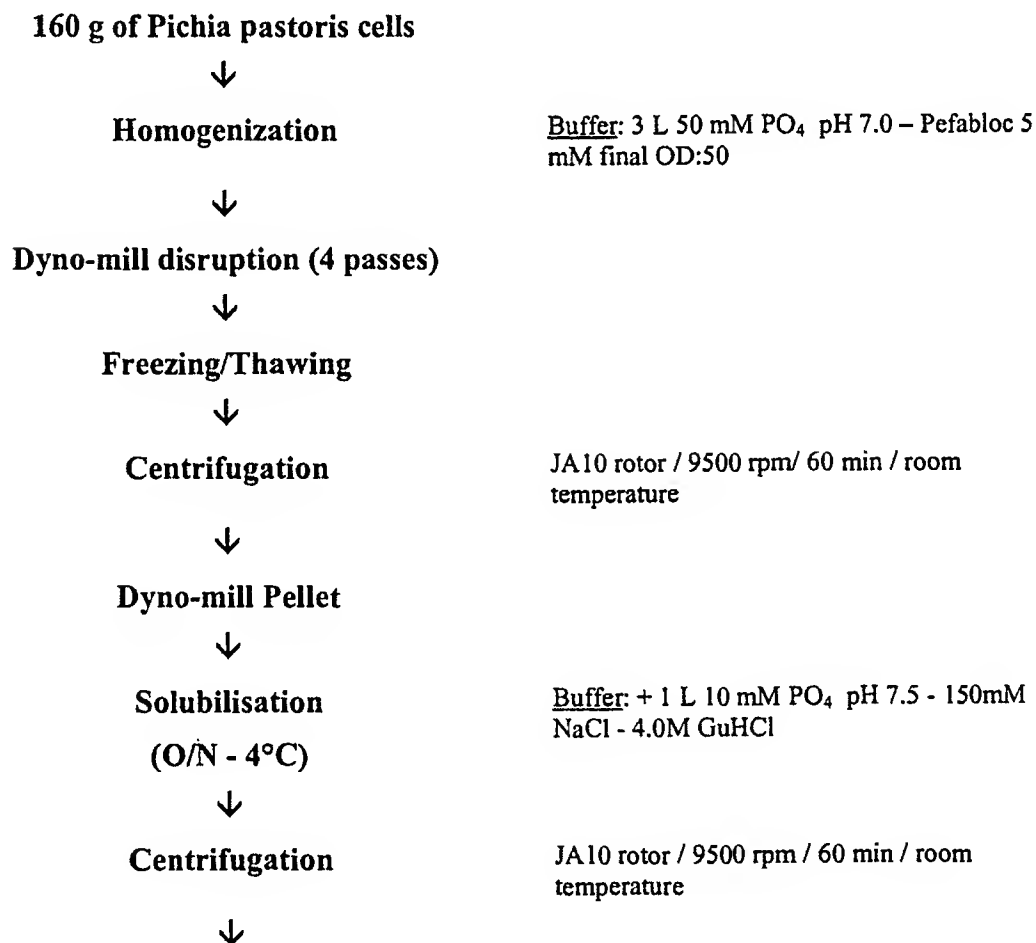 160 g of Pichia pastoris cells
↓
Homogenization
Buffer: 3 L 50 mM PO₄ pH 7.0 – Pefabloc 5
mM final OD:50
↓
Dyno-mill disruption (4 passes)
↓
Freezing/Thawing
↓
Centrifugation
JA10 rotor / 9500 rpm/ 60 min / room
temperature
↓
Dyno-mill Pellet
↓
Solubilisation
(O/N - 4°C)
Buffer: + 1 L 10 mM PO₄ pH 7.5 - 150mM
NaCl - 4.0M GuHCl
↓
Centrifugation
JA10 rotor / 9500 rpm / 60 min / room
temperature
↓